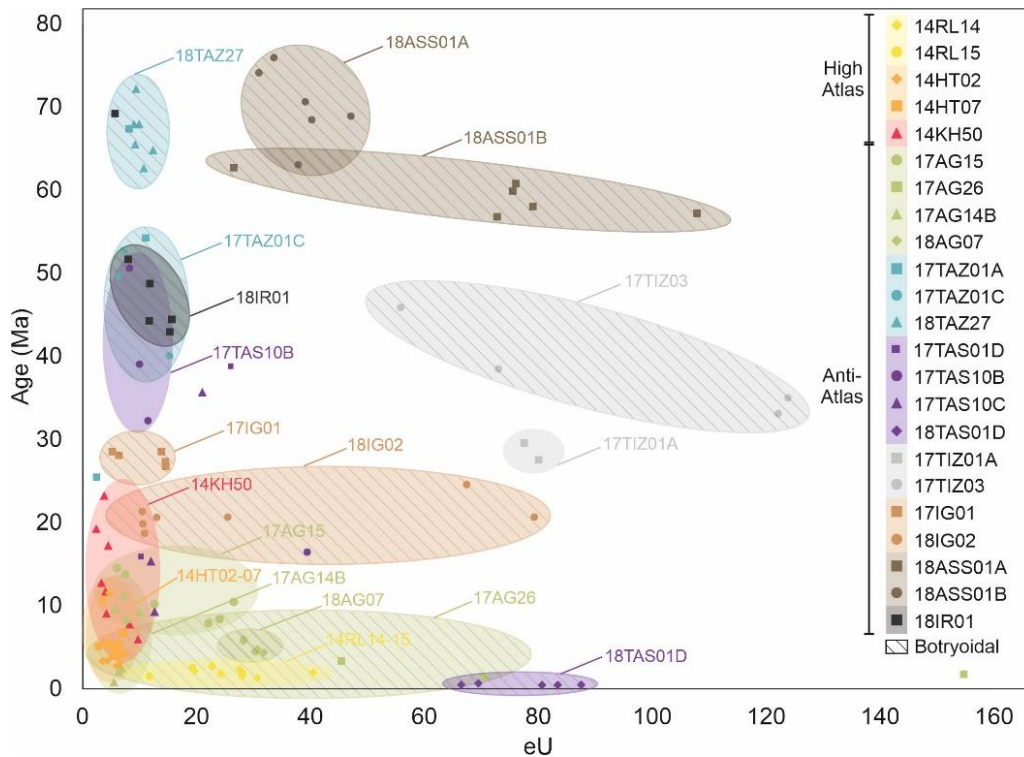 80
70
60
50
40
30
20
10
0
Age (Ma)
0
20
40
60
80
100
120
140
160
eU
18TAZ27
18ASS01A
18ASS01B
17TAZ01C
18IR01
17TIZ03
17TAS10B
17IG01
18IG02
17TIZ01A
14KH50
17AG15
14HT02-07
17AG14B
18AG07
17AG26
14RL14-15
18TAS01D
High
Atlas
Anti-
Atlas
14RL14
14RL15
14HT02
14HT07
14KH50
17AG15
17AG26
17AG14B
18AG07
17TAZ01A
17TAZ01C
18TAZ27
17TAS01D
17TAS10B
17TAS10C
18TAS01D
17TIZ01A
17TIZ03
17IG01
18IG02
18ASS01A
18ASS01B
18IR01
Botryoidal